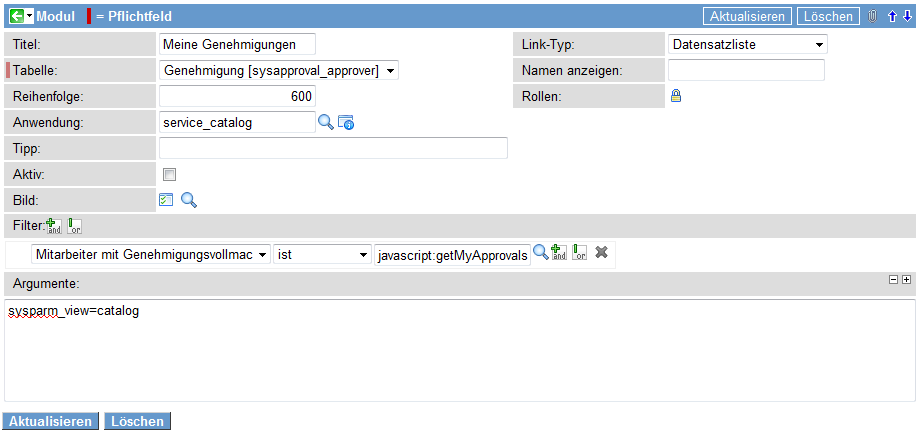 Modul = Pflichtfeld Aktualisieren Löschen
Titel: Meine Genehmigungen Link-Typ: Datensatzliste
Tabelle: Genehmigung [sysapproval_approver] Namen anzeigen:
Reihenfolge: 600 Rollen:
Anwendung: service_catalog
Tipp:
Aktiv:
Bild:
Filter: and or
Mitarbeiter mit Genehmigungsvollmac ist javascript:getMyApprovals and or
Argumente:
sysparm_view=catalog
Aktualisieren Löschen